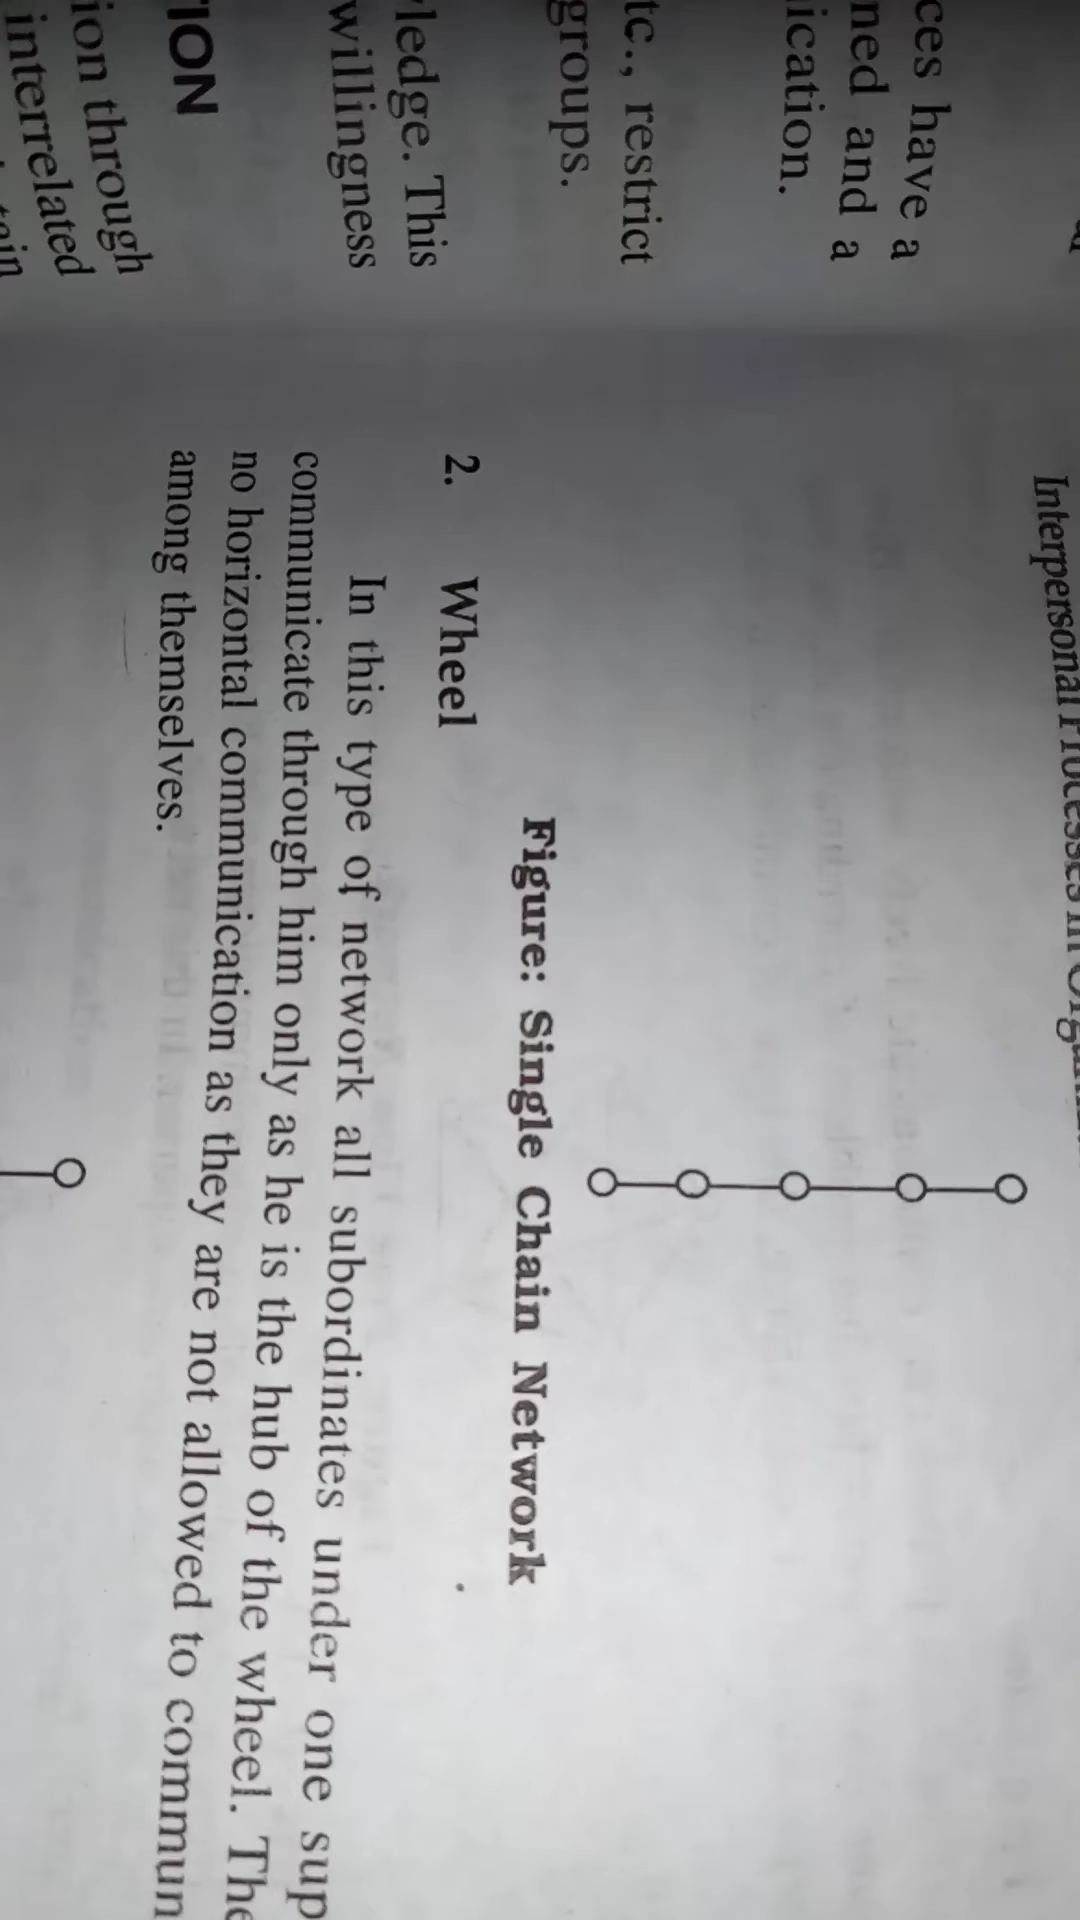 ces have a
ned and a
ication.
tc., restrict
groups.
ledge. This
willingness
ION
ion through
interrelated
Interpersonal Processes in
Figure: Single Chain Network
2. Wheel
In this type of network all subordinates under one sup
communicate through him only as he is the hub of the wheel. The
no horizontal communication as they are not allowed to commun
among themselves.